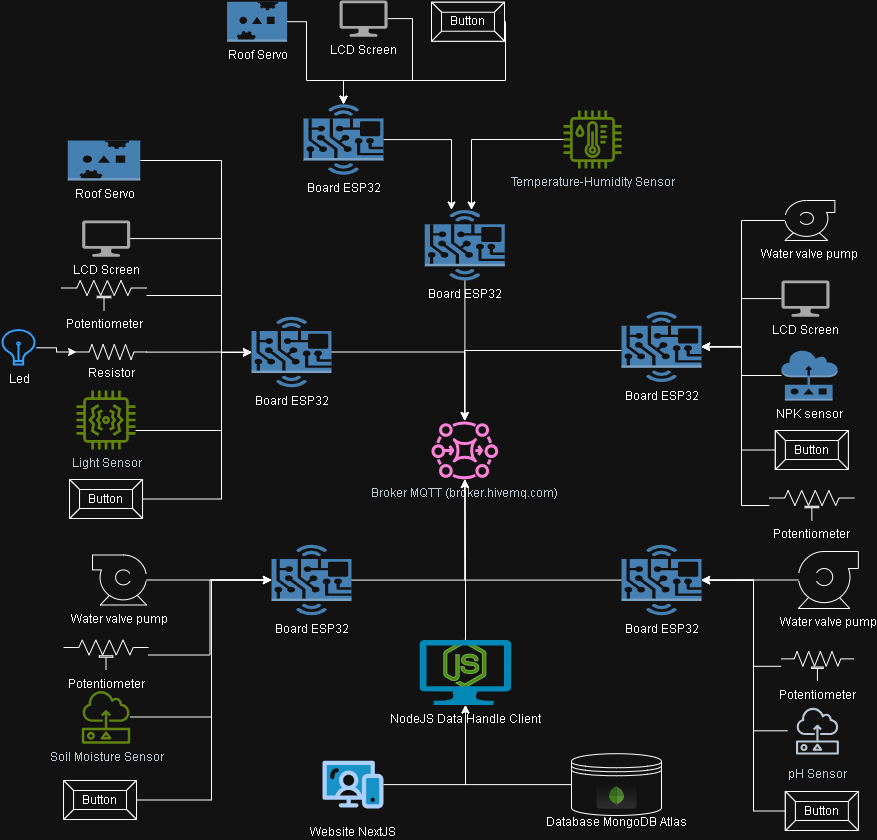 Button
Roof Servo
LCD Screen
Board ESP32
Temperature-Humidity Sensor
Roof Servo
LCD Screen
Potentiometer
Led
Resistor
Light Sensor
Button
Board ESP32
Board ESP32
Board ESP32
Water valve pump
LCD Screen
NPK sensor
Button
Potentiometer
Broker MQTT (broker.hivemq.com)
Water valve pump
Potentiometer
Soil Moisture Sensor
Button
Board ESP32
Board ESP32
Water valve pump
Potentiometer
pH Sensor
Button
JS
NodeJS Data Handle Client
Website NextJS
Database MongoDB Atlas